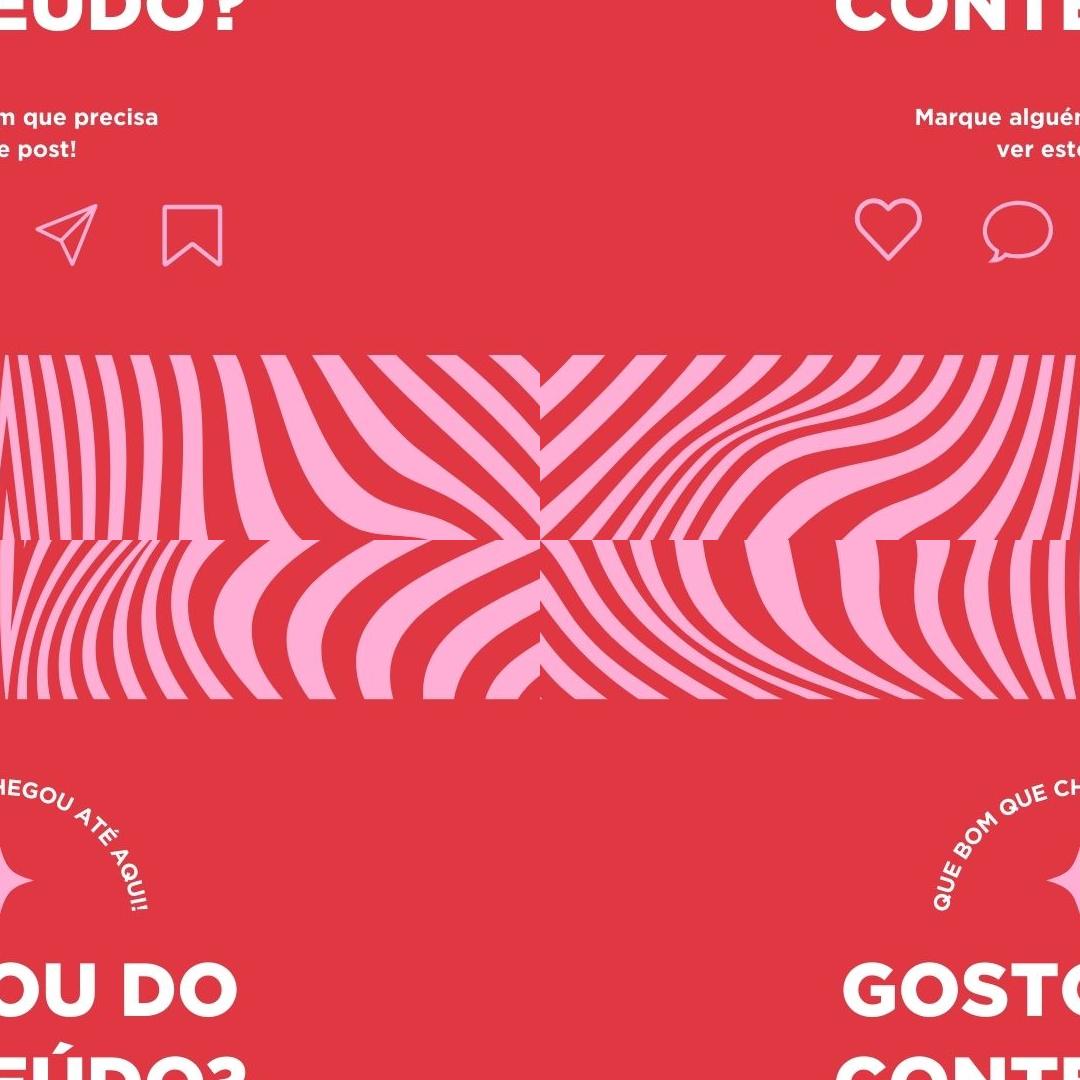 EÚDO?
CONTE
m que precisa
e post!
Marque alguém
ver este
HEGOU ATÉ AQUI!
QUE BOM QUE CH
OU DO
GOSTO
EÚDO?
CONTE